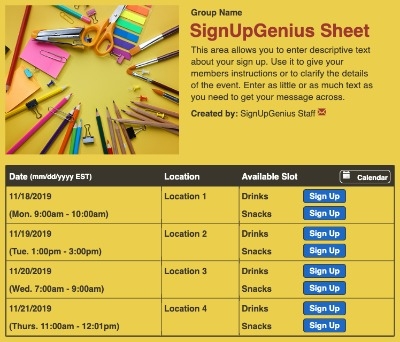 Group Name
SignUpGenius Sheet
This area allows you to enter descriptive text
about your sign up. Use it to give your
members instructions or to clarify the details
of the event. Enter as little or as much text as
you need to get your message across.
Created by: SignUpGenius Staff
Date (mm/dd/yyyy EST) Location Available Slot Calendar
11/18/2019 Location 1 Drinks Sign Up
(Mon. 9:00am - 10:00am) Snacks Sign Up
11/19/2019 Location 2 Drinks Sign Up
(Tue. 1:00pm - 3:00pm) Snacks Sign Up
11/20/2019 Location 3 Drinks Sign Up
(Wed. 7:00am - 9:00am) Snacks Sign Up
11/21/2019 Location 4 Drinks Sign Up
(Thurs. 11:00am - 12:01pm) Snacks Sign Up